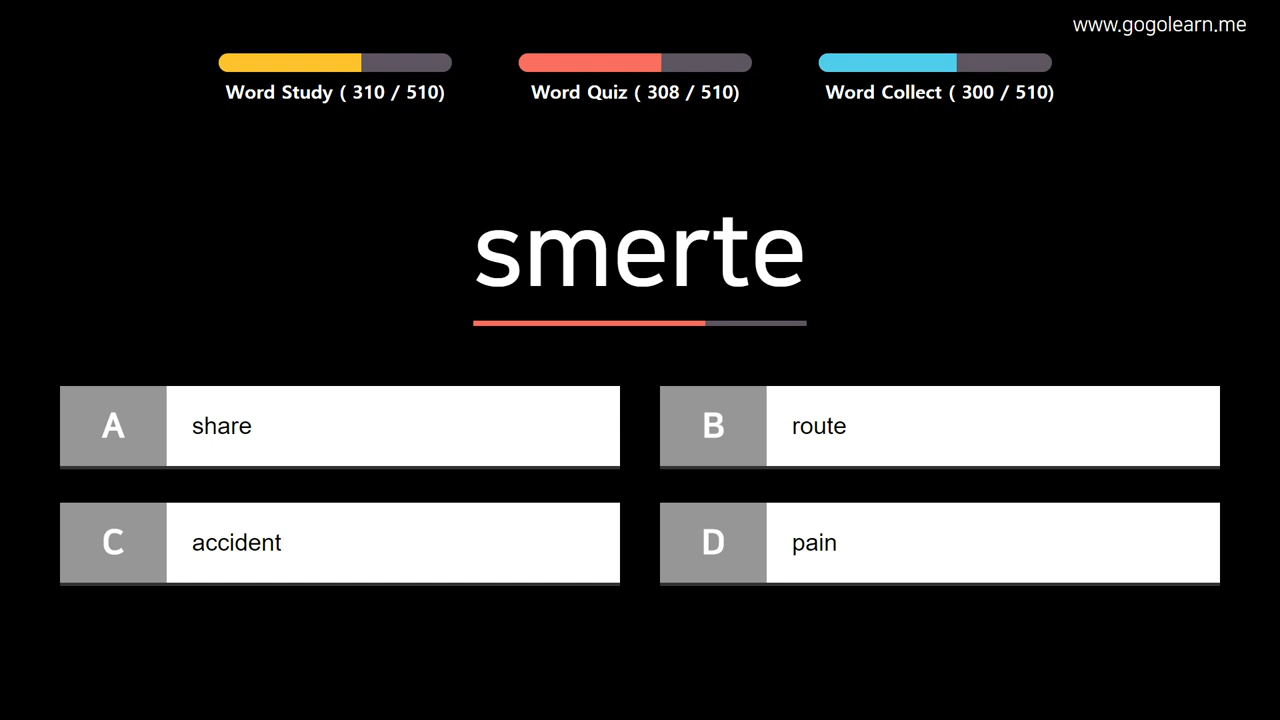 www.gogolearn.me
Word Study ( 310 / 510)
Word Quiz ( 308 / 510)
Word Collect ( 300 / 510)
smerte
A share
B route
C accident
D pain